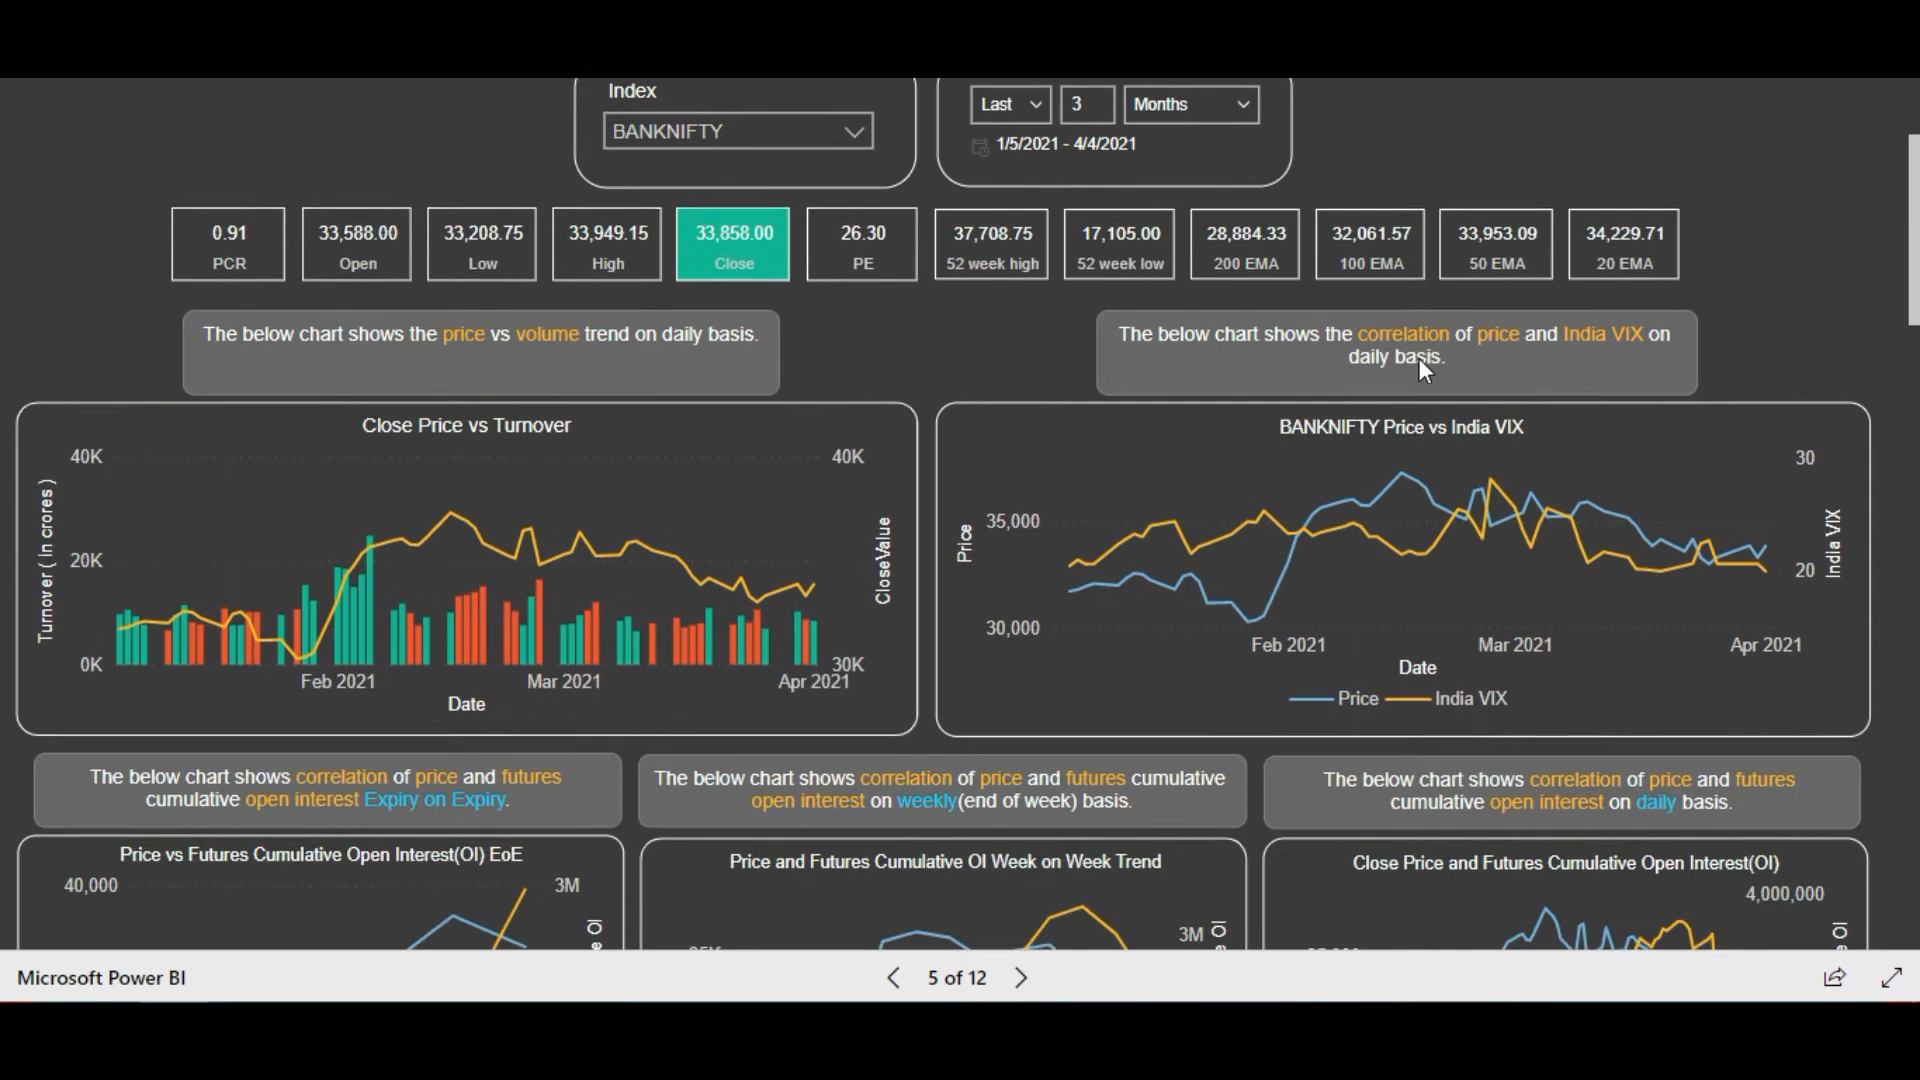 Index
BANKNIFTY
Last 3 Months
1/5/2021 - 4/4/2021
0.91 33,588.00 33,208.75 33,949.15 33,858.00 26.30 37,708.75 17,105.00 28,884.33 32,061.57 33,953.09 34,229.71
PCR Open Low High Close PE 52 week high 52 week low 200 EMA 100 EMA 50 EMA 20 EMA
The below chart shows the price vs volume trend on daily basis.
The below chart shows the correlation of price and India VIX on
daily basis.
Close Price vs Turnover
40K 40K
Turnover ( in crores )
20K
CloseValue
0K 30K
Feb 2021 Mar 2021 Apr 2021
Date
BANKNIFTY Price vs India VIX
30
35,000
Price
India VIX
20
30,000
Feb 2021 Mar 2021 Apr 2021
Date
Price India VIX
The below chart shows correlation of price and futures
cumulative open interest Expiry on Expiry.
The below chart shows correlation of price and futures cumulative
open interest on weekly(end of week) basis.
The below chart shows correlation of price and futures
cumulative open interest on daily basis.
Price vs Futures Cumulative Open Interest(OI) EoE
40,000 3M
e OI
Price and Futures Cumulative OI Week on Week Trend
3M
e OI
Close Price and Futures Cumulative Open Interest(OI)
4,000,000
e OI
Microsoft Power BI
5 of 12